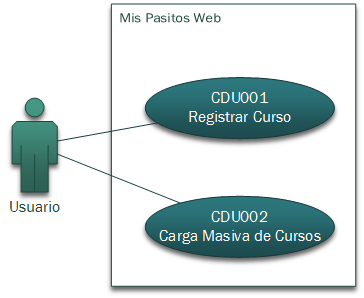 Mis Pasitos Web
CDU001
Registrar Curso
Usuario
CDU002
Carga Masiva de Cursos